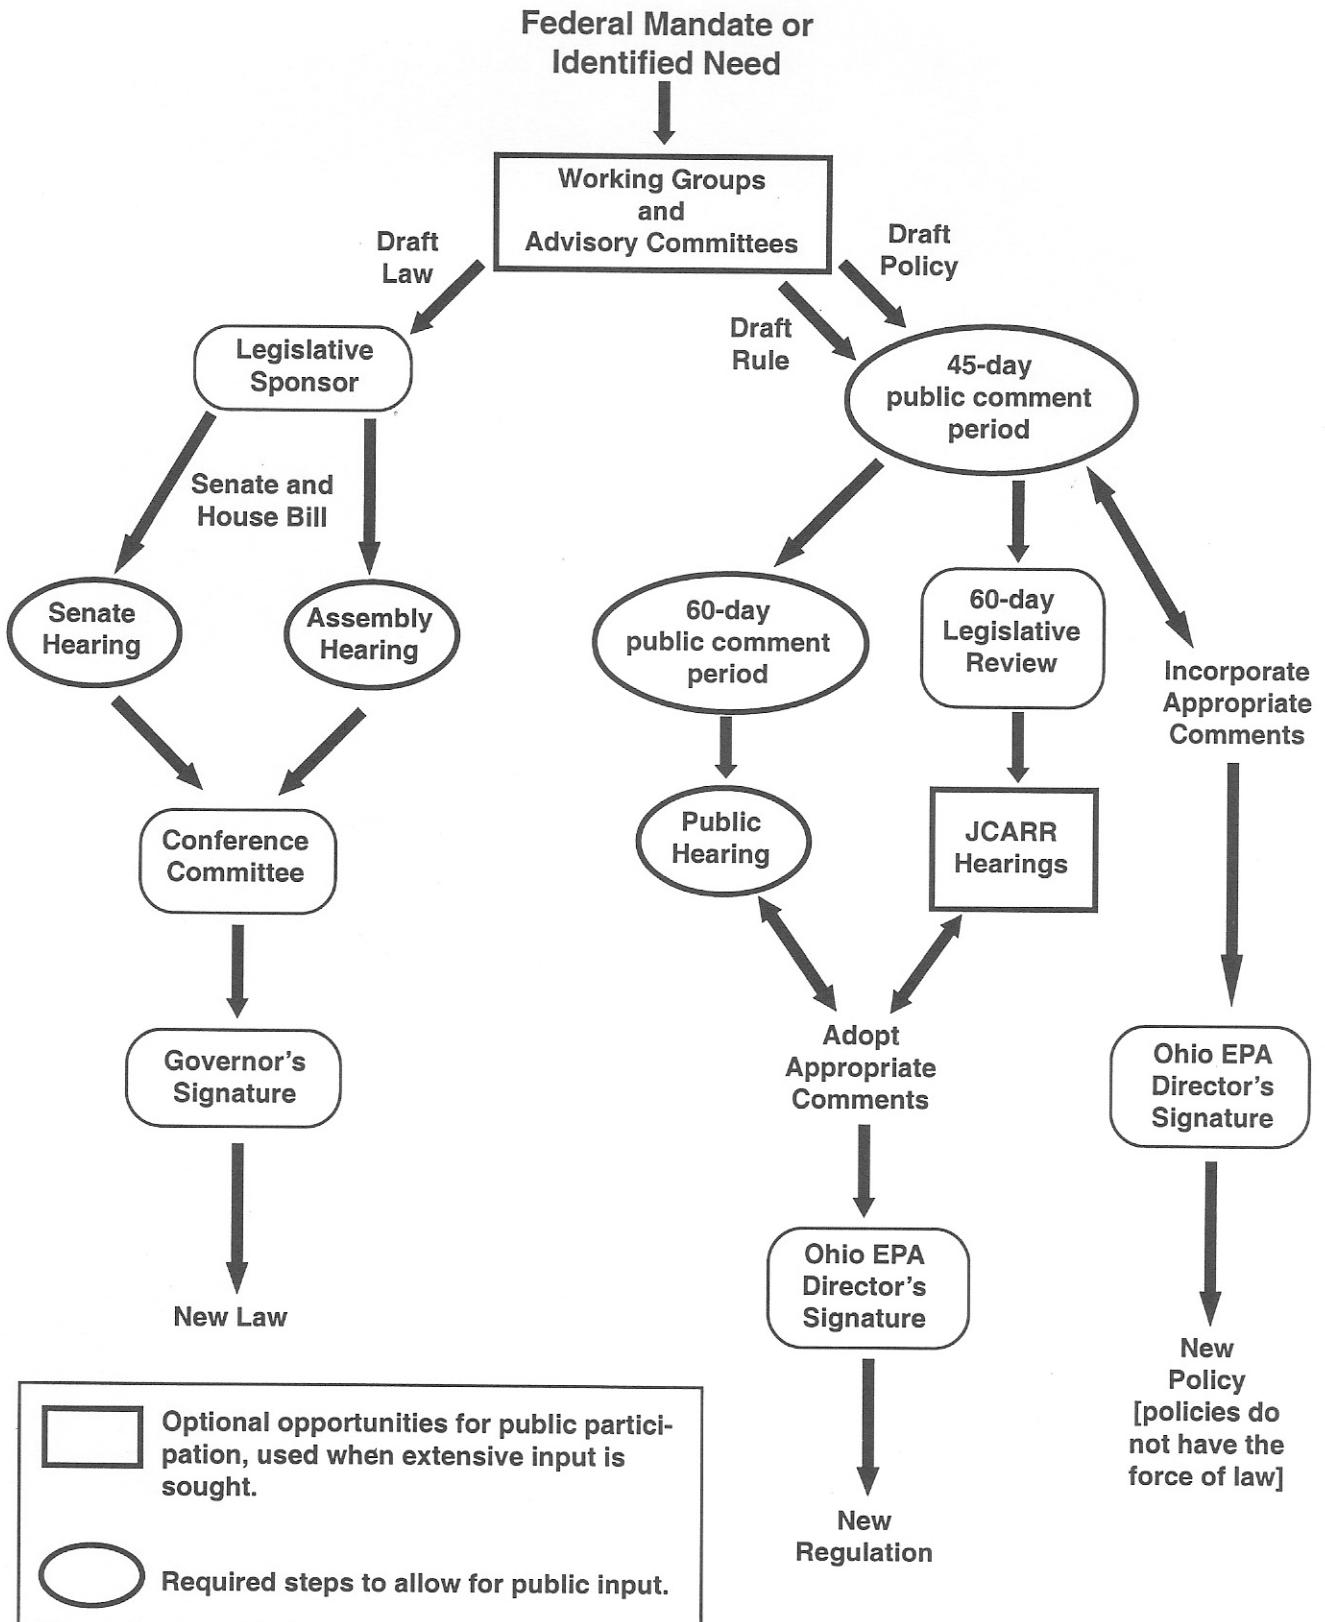 Federal Mandate or
Identified Need
Working Groups
and
Advisory Committees
Draft
Law
Draft
Policy
Draft
Rule
Legislative
Sponsor
45-day
public comment
period
Senate and
House Bill
Senate
Hearing
Assembly
Hearing
60-day
public comment
period
60-day
Legislative
Review
Incorporate
Appropriate
Comments
Conference
Committee
Public
Hearing
JCARR
Hearings
Governor's
Signature
Adopt
Appropriate
Comments
Ohio EPA
Director's
Signature
New Law
Ohio EPA
Director's
Signature
New
Policy
[policies do
not have the
force of law]
New
Regulation
Optional opportunities for public partici-
pation, used when extensive input is
sought.
Required steps to allow for public input.